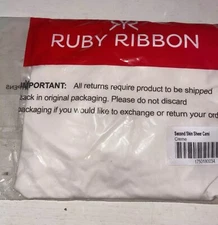 RUBY RIBBON
IMPORTANT: All returns require product to be shipped
back in original packaging. Please do not discard
packaging if you would like to exchange or return your ord
Second Skin Sheer Cami